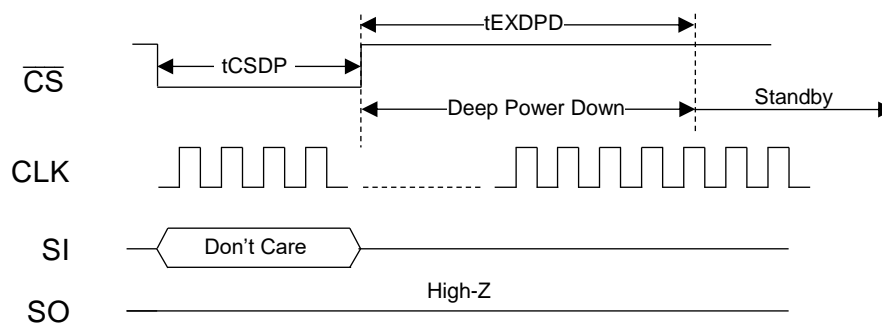 tEXDPD
tCSDP
CS
Deep Power Down
Standby
CLK
SI
Don't Care
High-Z
SO